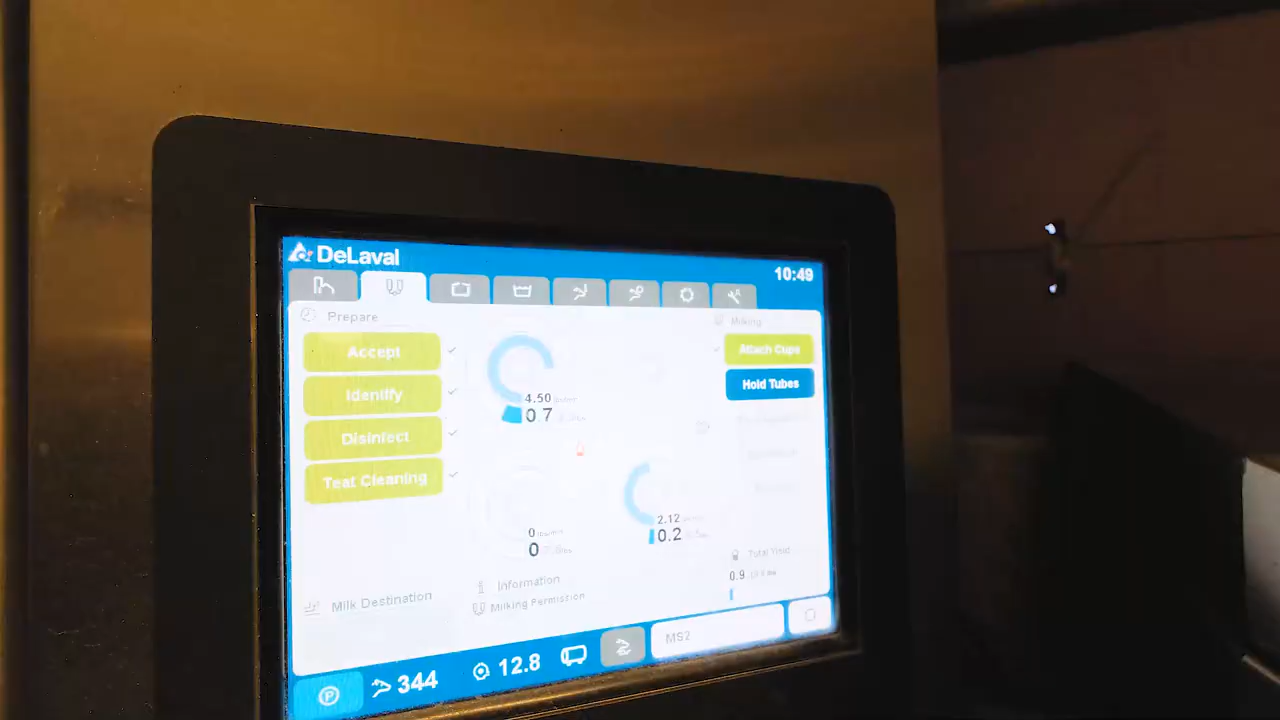 DeLaval
10:49
Prepare
Milking
Accept
Attach Cups
Identify
Hold Tubes
Disinfect
Teat Cleaning
4.50
0.7
2.12
0.2
0
0
Total Yield
0.9
Information
Milking Permission
Milk Destination
MS2
344
12.8